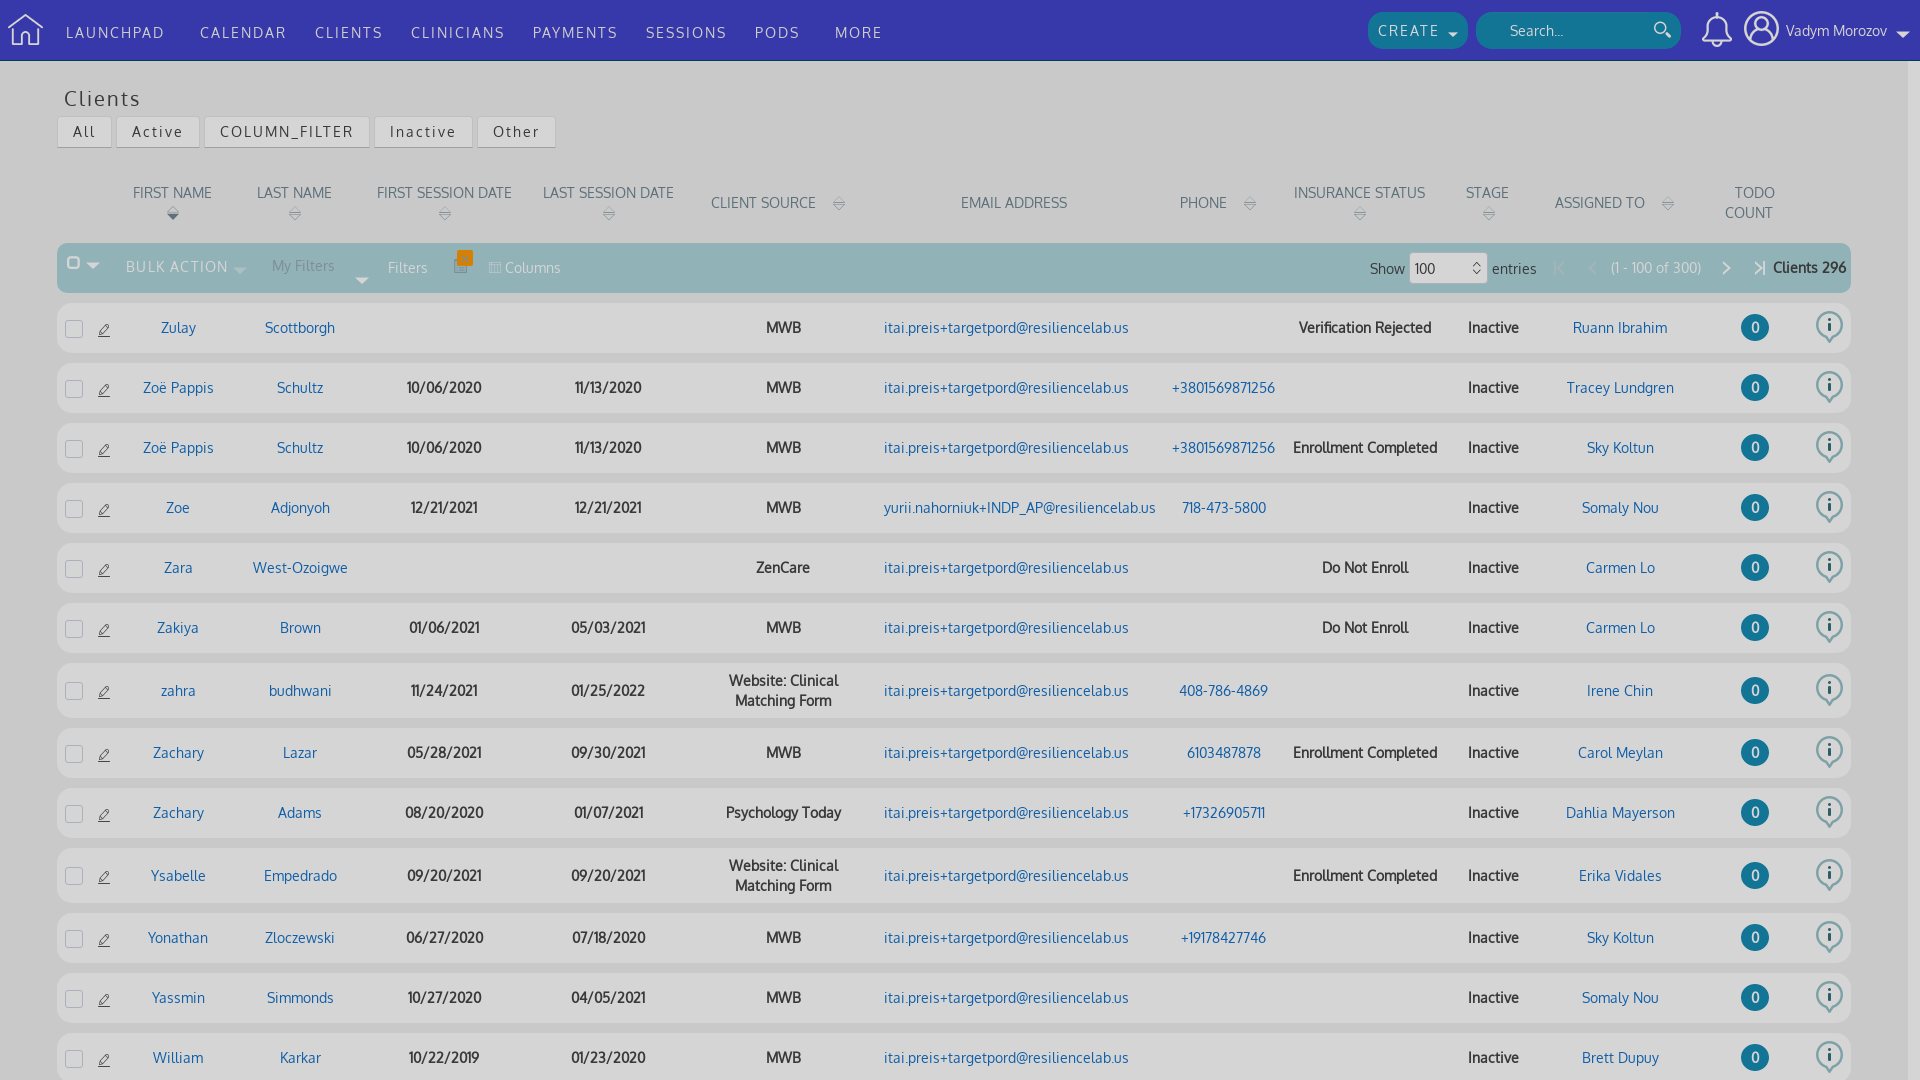 LAUNCHPAD CALENDAR CLIENTS CLINICIANS PAYMENTS SESSIONS PODS MORE CREATE Search... Vadym Morozov
Clients
All Active COLUMN_FILTER Inactive Other
FIRST NAME LAST NAME FIRST SESSION DATE LAST SESSION DATE CLIENT SOURCE EMAIL ADDRESS PHONE INSURANCE STATUS STAGE ASSIGNED TO TODO COUNT
BULK ACTION My Filters Filters Columns Show 100 entries (1 - 100 of 300) Clients 296
Zulay Scottborgh MWB itai.preis+targetpord@resiliencelab.us Verification Rejected Inactive Ruann Ibrahim 0
Zoë Pappis Schultz 10/06/2020 11/13/2020 MWB itai.preis+targetpord@resiliencelab.us +3801569871256 Inactive Tracey Lundgren 0
Zoë Pappis Schultz 10/06/2020 11/13/2020 MWB itai.preis+targetpord@resiliencelab.us +3801569871256 Enrollment Completed Inactive Sky Koltun 0
Zoe Adjonyoh 12/21/2021 12/21/2021 MWB yurii.nahorniuk+INDP_AP@resiliencelab.us 718-473-5800 Inactive Somaly Nou 0
Zara West-Ozoigwe ZenCare itai.preis+targetpord@resiliencelab.us Do Not Enroll Inactive Carmen Lo 0
Zakiya Brown 01/06/2021 05/03/2021 MWB itai.preis+targetpord@resiliencelab.us Do Not Enroll Inactive Carmen Lo 0
zahra budhwani 11/24/2021 01/25/2022 Website: Clinical Matching Form itai.preis+targetpord@resiliencelab.us 408-786-4869 Inactive Irene Chin 0
Zachary Lazar 05/28/2021 09/30/2021 MWB itai.preis+targetpord@resiliencelab.us 6103487878 Enrollment Completed Inactive Carol Meylan 0
Zachary Adams 08/20/2020 01/07/2021 Psychology Today itai.preis+targetpord@resiliencelab.us +17326905711 Inactive Dahlia Mayerson 0
Ysabelle Empedrado 09/20/2021 09/20/2021 Website: Clinical Matching Form itai.preis+targetpord@resiliencelab.us Enrollment Completed Inactive Erika Vidales 0
Yonathan Zloczewski 06/27/2020 07/18/2020 MWB itai.preis+targetpord@resiliencelab.us +19178427746 Inactive Sky Koltun 0
Yassmin Simmonds 10/27/2020 04/05/2021 MWB itai.preis+targetpord@resiliencelab.us Inactive Somaly Nou 0
William Karkar 10/22/2019 01/23/2020 MWB itai.preis+targetpord@resiliencelab.us Inactive Brett Dupuy 0